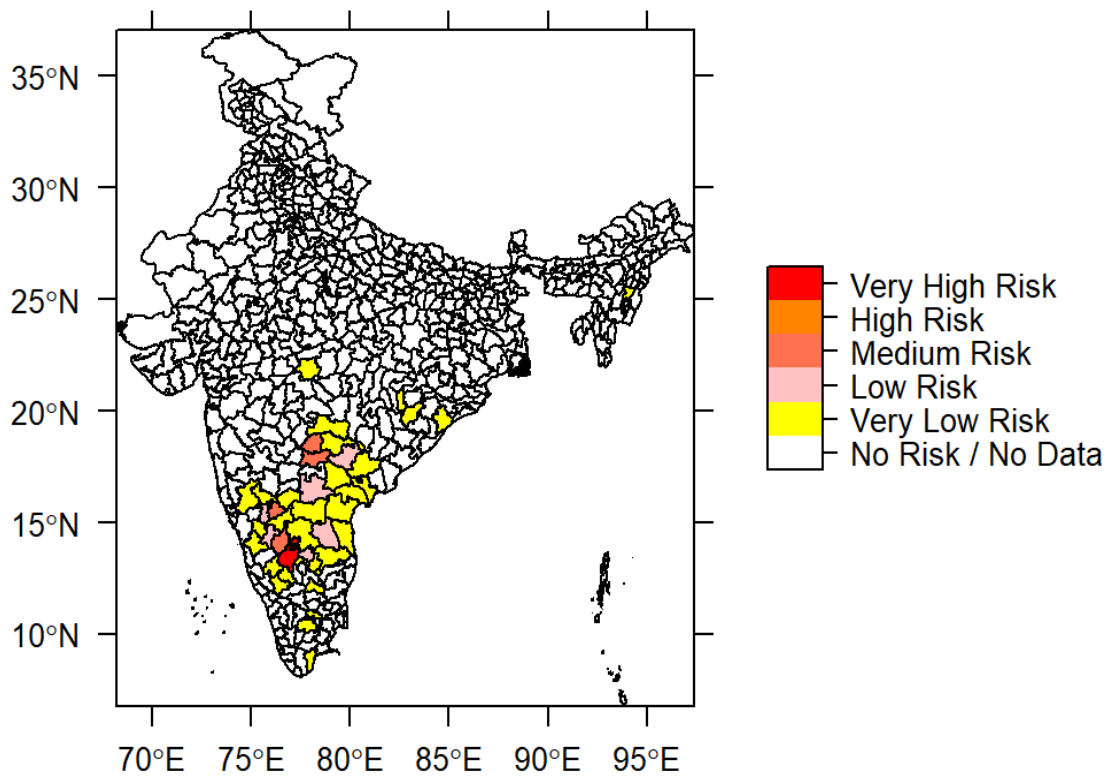 35°N
30°N
25°N
20°N
15°N
10°N
70°E 75°E 80°E 85°E 90°E 95°E
Very High Risk
High Risk
Medium Risk
Low Risk
Very Low Risk
No Risk / No Data